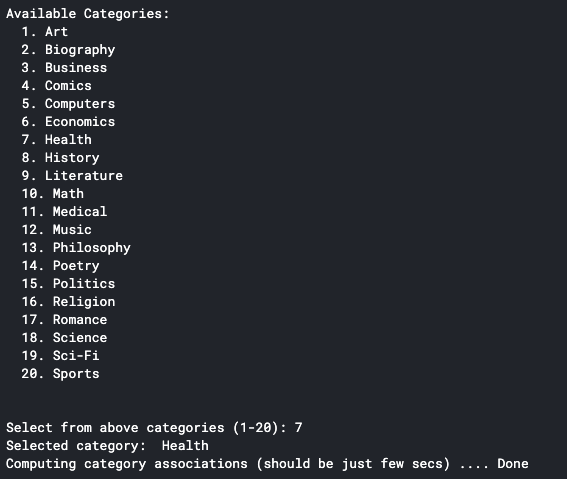 Available Categories:
1. Art
2. Biography
3. Business
4. Comics
5. Computers
6. Economics
7. Health
8. History
9. Literature
10. Math
11. Medical
12. Music
13. Philosophy
14. Poetry
15. Politics
16. Religion
17. Romance
18. Science
19. Sci-Fi
20. Sports
Select from above categories (1-20): 7
Selected category:  Health
Computing category associations (should be just few secs) .... Done